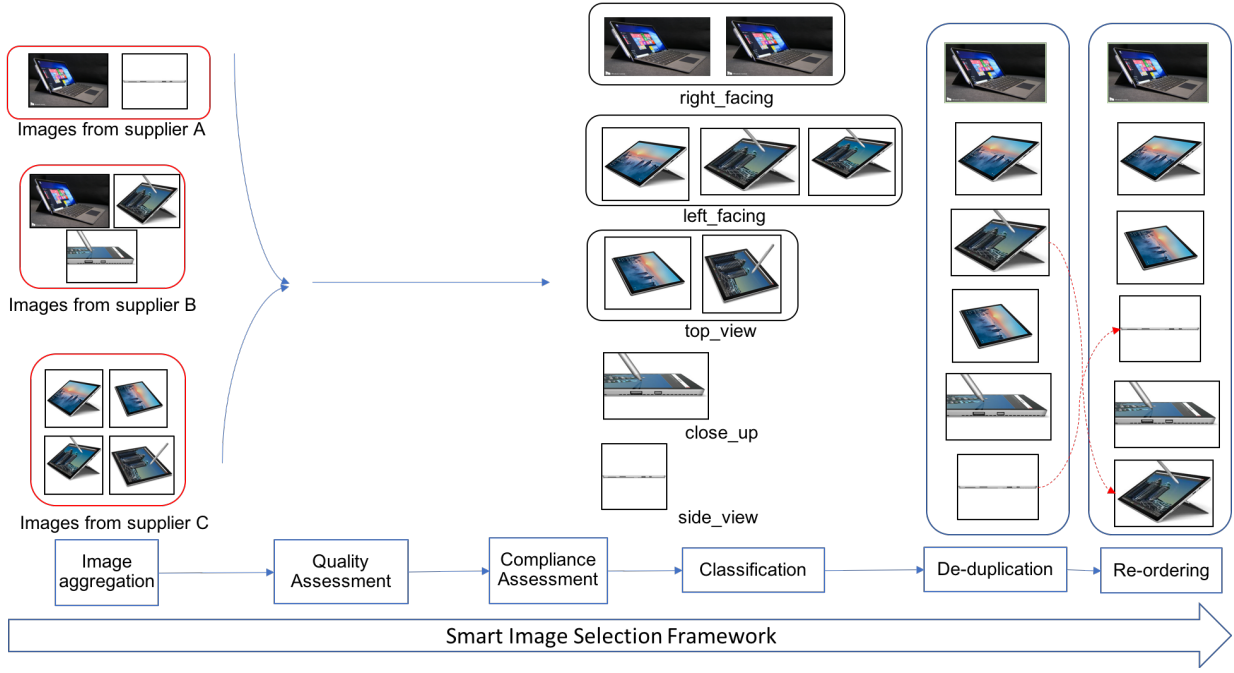 Images from supplier A
Images from supplier B
Images from supplier C
right_facing
left_facing
top_view
close_up
side_view
Image
aggregation
Quality
Assessment
Compliance
Assessment
Classification
De-duplication
Re-ordering
Smart Image Selection Framework